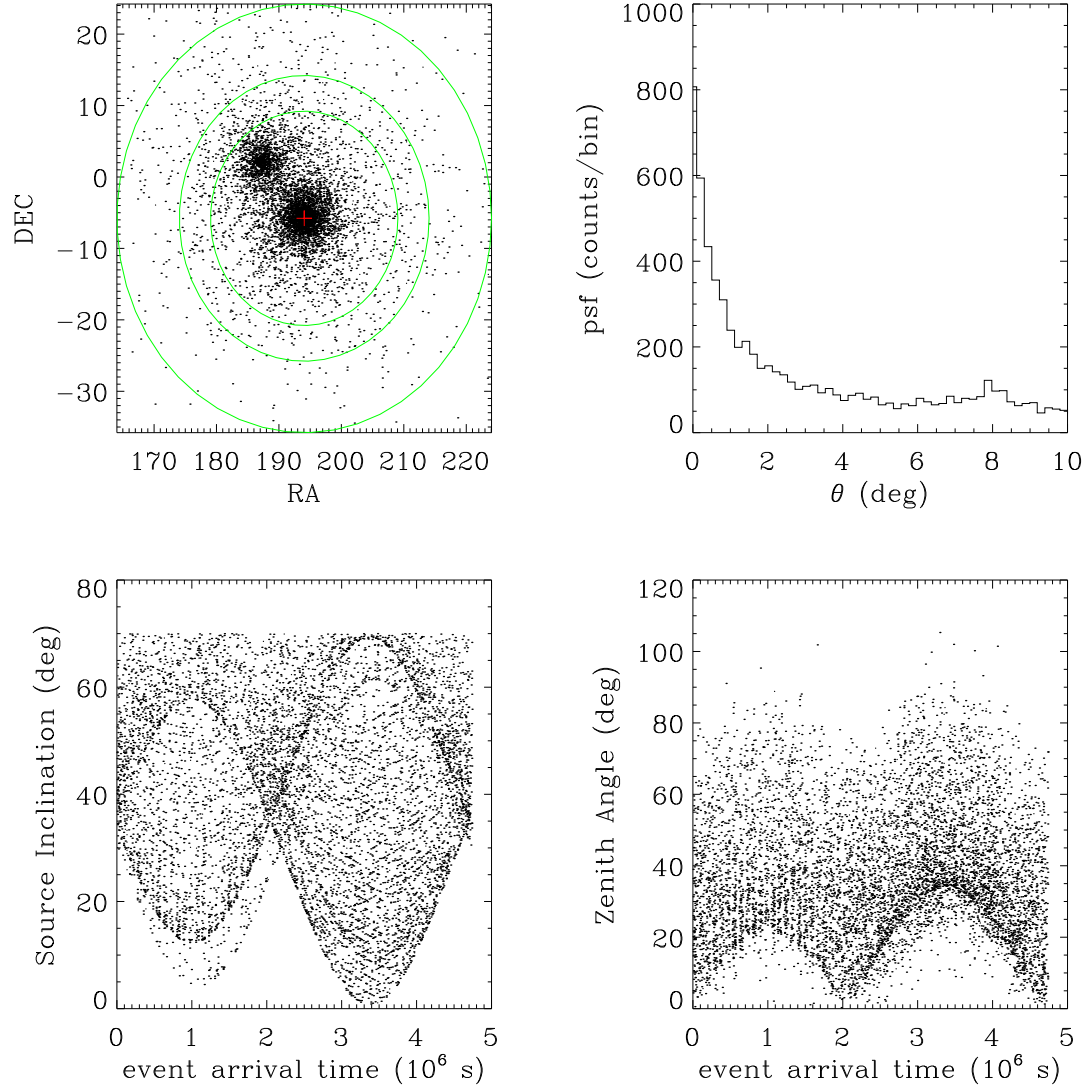 20
10
0
−10
−20
−30
DEC
170 180 190 200 210 220
RA
1000
800
600
400
200
0
psf (counts/bin)
0 2 4 6 8 10
θ (deg)
80
60
40
20
0
Source Inclination (deg)
0 1 2 3 4 5
event arrival time (10⁶ s)
120
100
80
60
40
20
0
Zenith Angle (deg)
0 1 2 3 4 5
event arrival time (10⁶ s)